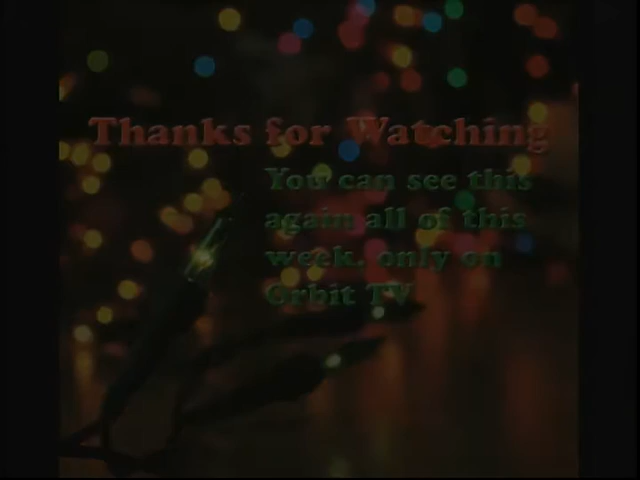 Thanks for Watching
You can see this
again all of this
week, only on
Orbit TV